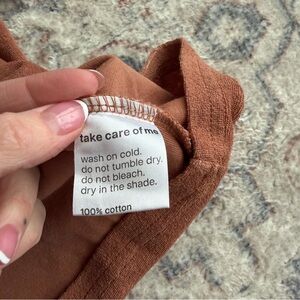 take care of me
wash on cold.
do not tumble dry.
do not bleach.
dry in the shade.
100% cotton